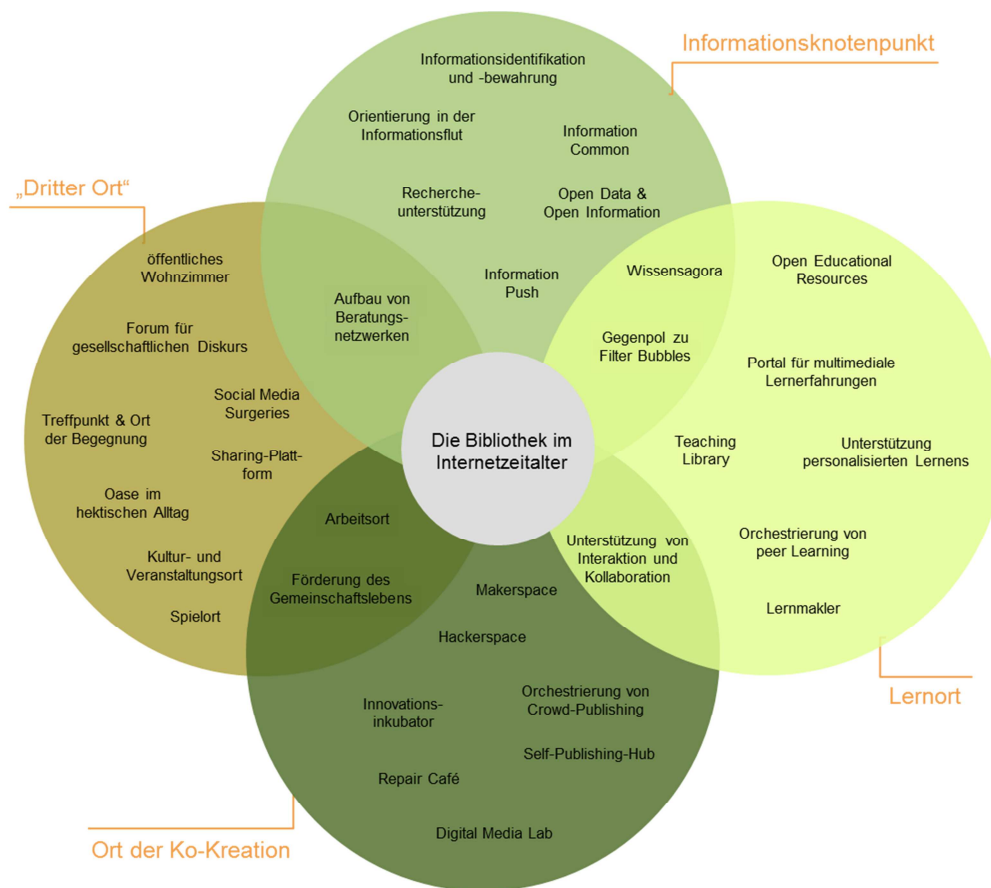 Informationsknotenpunkt
Informationsidentifikation
und -bewahrung
Orientierung in der
Informationsflut
Information
Common
Recherche-
unterstützung
Open Data &
Open Information
Information
Push
„Dritter Ort“
öffentliches
Wohnzimmer
Forum für
gesellschaftlichen Diskurs
Social Media
Surgeries
Treffpunkt & Ort
der Begegnung
Sharing-Platt-
form
Oase im
hektischen Alltag
Kultur- und
Veranstaltungsort
Spielort
Aufbau von
Beratungs-
netzwerken
Wissensagora
Gegenpol zu
Filter Bubbles
Die Bibliothek im
Internetzeitalter
Open Educational
Resources
Portal für multimediale
Lernerfahrungen
Teaching
Library
Unterstützung
personalisierten Lernens
Orchestrierung von
peer Learning
Lernmakler
Lernort
Arbeitsort
Förderung des
Gemeinschaftslebens
Unterstützung von
Interaktion und
Kollaboration
Makerspace
Hackerspace
Innovations-
inkubator
Orchestrierung von
Crowd-Publishing
Self-Publishing-Hub
Repair Café
Digital Media Lab
Ort der Ko-Kreation